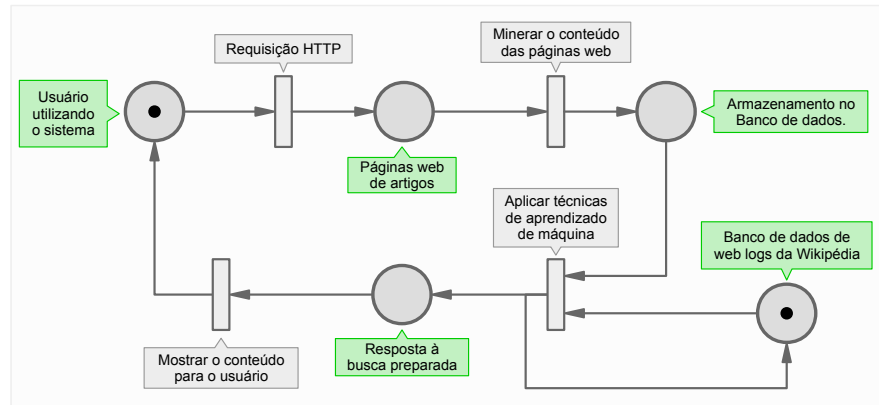 Requisição HTTP
Minerar o conteúdo
das páginas web
Usuário
utilizando
o sistema
Armazenamento no
Banco de dados.
Páginas web
de artigos
Aplicar técnicas
de aprendizado
de máquina
Banco de dados de
web logs da Wikipédia
Mostrar o conteúdo
para o usuário
Resposta à
busca preparada